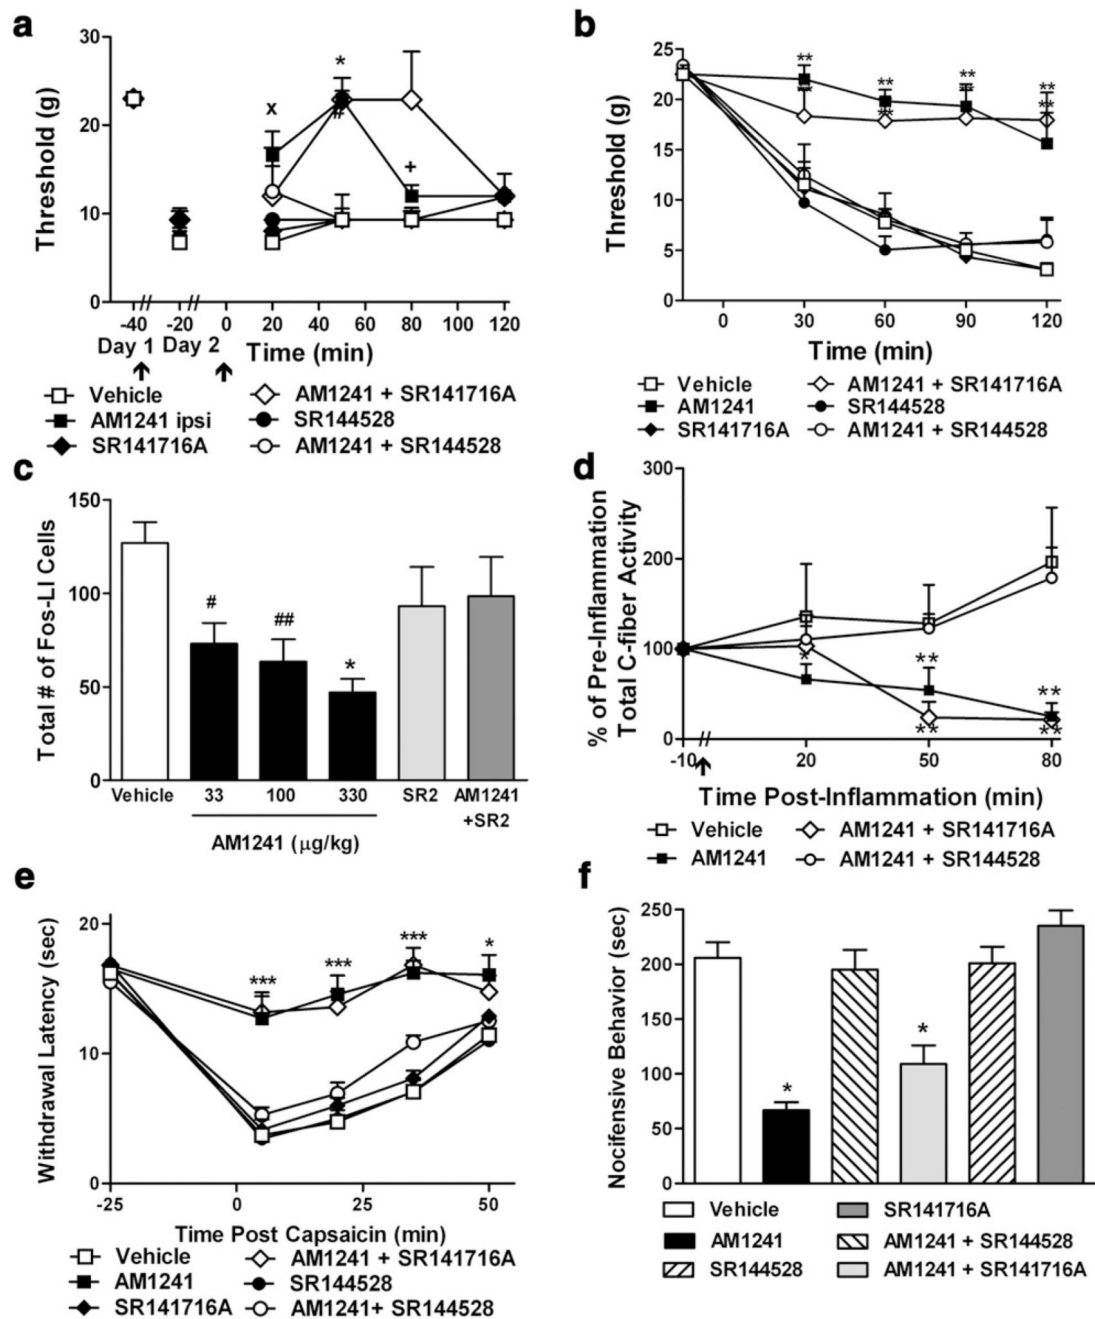 a
Threshold (g)
30
20
10
0
x
*
#
+
-40 -20 0 20 40 60 80 100 120
Day 1 Day 2 Time (min)
Vehicle
AM1241 ipsi
SR141716A
AM1241 + SR141716A
SR144528
AM1241 + SR144528
b
Threshold (g)
25
20
15
10
5
0
** ** ** **
** ** ** **
0 30 60 90 120
Time (min)
Vehicle
AM1241
SR141716A
AM1241 + SR141716A
SR144528
AM1241 + SR144528
c
Total # of Fos-LI Cells
150
100
50
0
#
##
*
Vehicle 33 100 330 SR2 AM1241
+SR2
AM1241 (μg/kg)
d
% of Pre-Inflammation
Total C-fiber Activity
300
200
100
0
*
**
**
**
**
-10 20 50 80
Time Post-Inflammation (min)
Vehicle
AM1241
AM1241 + SR141716A
AM1241 + SR144528
e
Withdrawal Latency (sec)
20
10
0
*** *** *** *
-25 0 25 50
Time Post Capsaicin (min)
Vehicle
AM1241
SR141716A
AM1241 + SR141716A
SR144528
AM1241+ SR144528
f
Nocifensive Behavior (sec)
250
200
150
100
50
0
*
*
Vehicle
AM1241
SR144528
SR141716A
AM1241 + SR144528
AM1241 + SR141716A